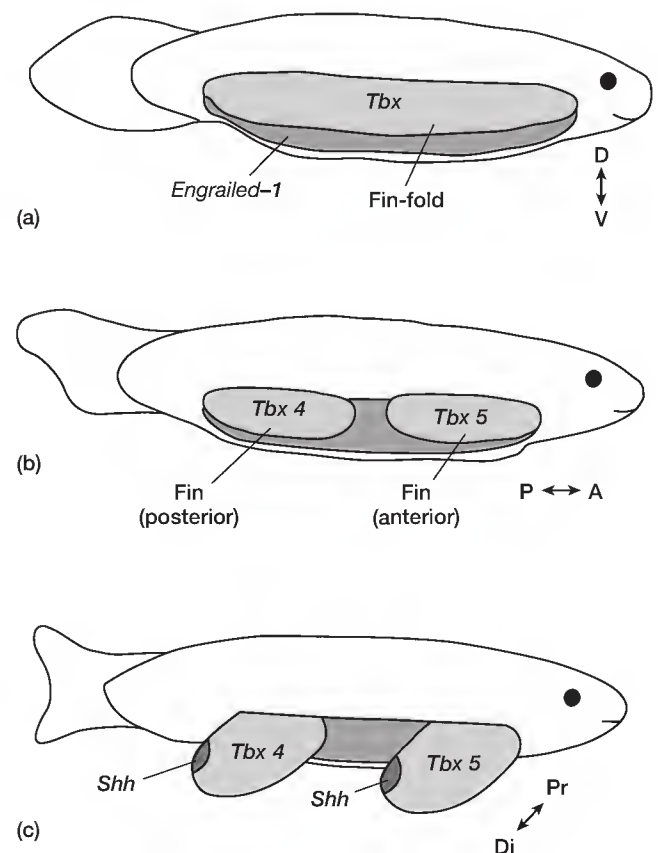 Tbx
Engrailed-1
Fin-fold
D
V
(a)
Tbx 4
Tbx 5
Fin
(posterior)
Fin
(anterior)
P
A
(b)
Tbx 4
Tbx 5
Shh
Shh
Pr
Di
(c)